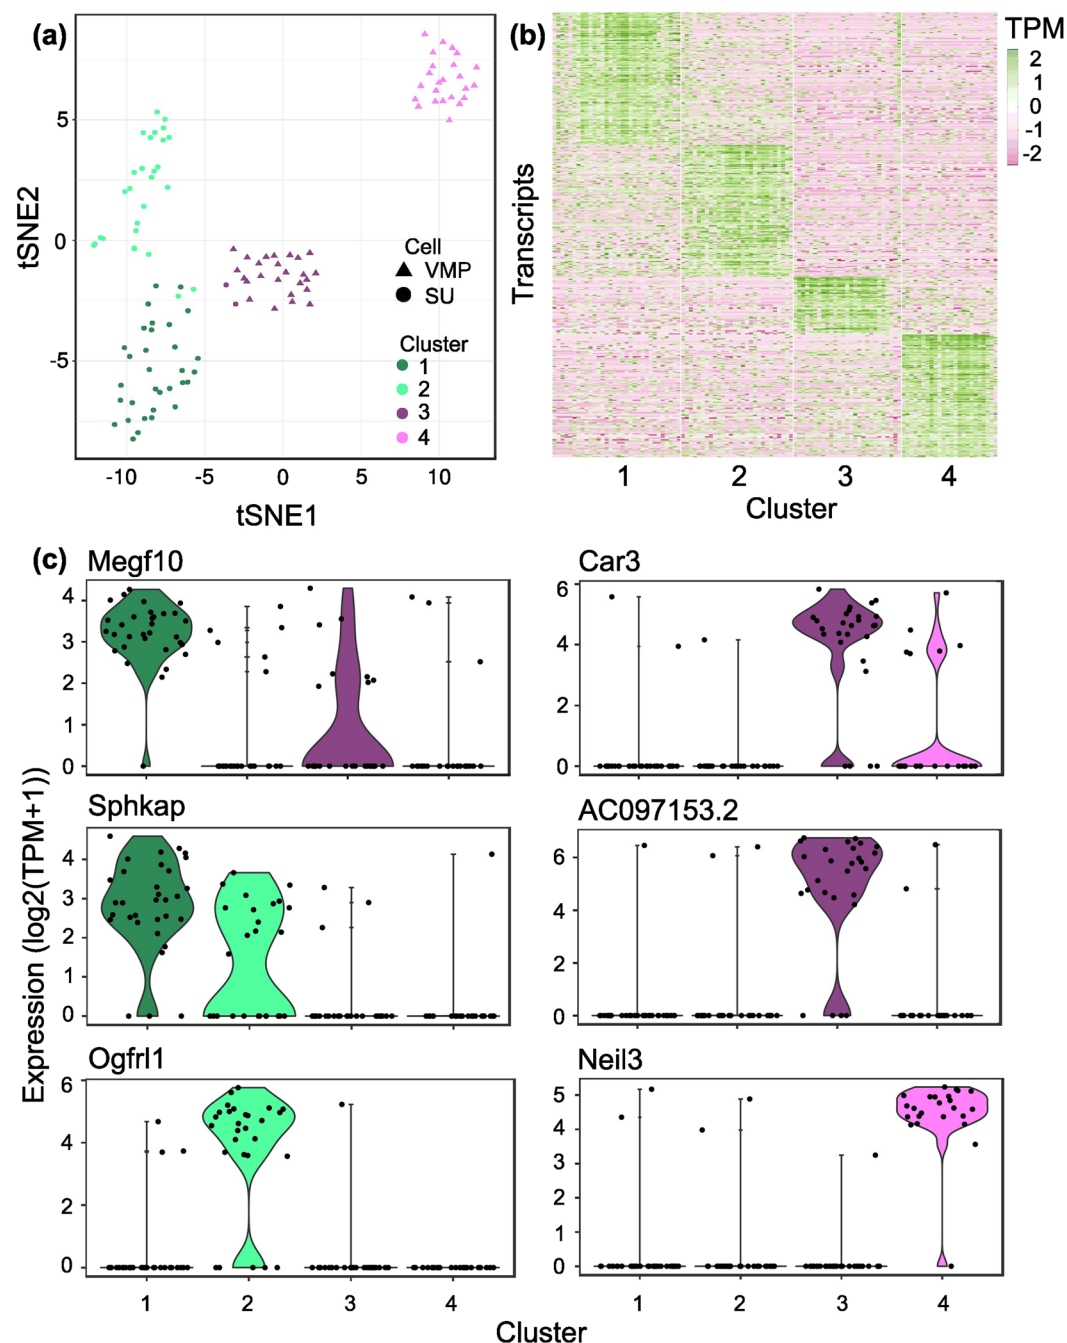 (a)
tSNE2
5
0
-5
-10
-5
0
5
10
tSNE1
Cell
VMP
SU
Cluster
1
2
3
4
(b)
Transcripts
TPM
2
1
0
-1
-2
1 2 3 4
Cluster
(c)
Expression (log2(TPM+1))
Megf10
4
3
2
1
0
Car3
6
4
2
0
Sphkap
4
3
2
1
0
AC097153.2
6
4
2
0
Ogfrl1
6
4
2
0
1 2 3 4
Neil3
5
4
3
2
1
0
1 2 3 4
Cluster